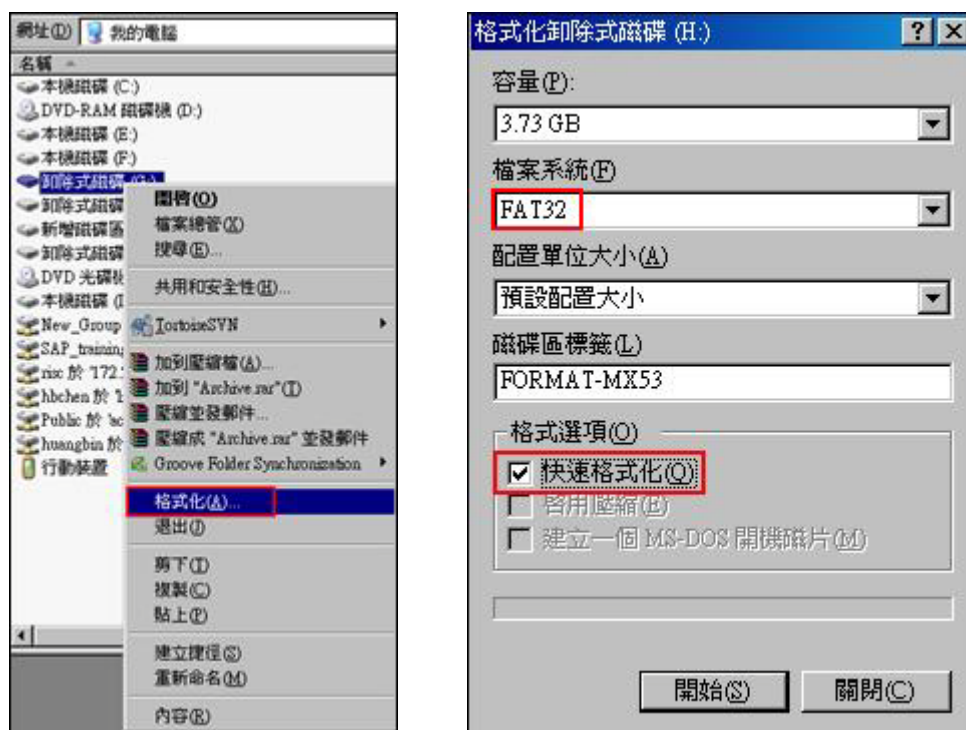 網址(D) 我的電腦
名稱
本機磁碟 (C:)
DVD-RAM 磁碟機 (D:)
本機磁碟 (E:)
本機磁碟 (F:)
卸除式磁碟
卸除式磁碟
新增磁碟區
卸除式磁碟
DVD 光碟機
本機磁碟 (I
New_Group
SAP_training
risc 於 '172.
hbchen 於 '1
Public 於
huangbin 於
行動裝置
開啓(O)
檔案總管(X)
搜尋(E)...
共用和安全性(H)...
TortoiseSVN
加到壓縮檔(A)...
加到 "Archive.rar"(T)
壓縮並發郵件...
壓縮成 "Archive.rar" 並發郵件
Groove Folder Synchronization
格式化(A)...
退出(J)
剪下(T)
複製(C)
貼上(P)
建立捷徑(S)
重新命名(M)
內容(R)
格式化卸除式磁碟 (H:)
容量(P):
3.73 GB
檔案系統(F)
FAT32
配置單位大小(A)
預設配置大小
磁碟區標籤(L)
FORMAT-MX53
格式選項(O)
快速格式化(Q)
啓用壓縮(E)
建立一個 MS-DOS 開機磁片(M)
開始(S)
關閉(C)